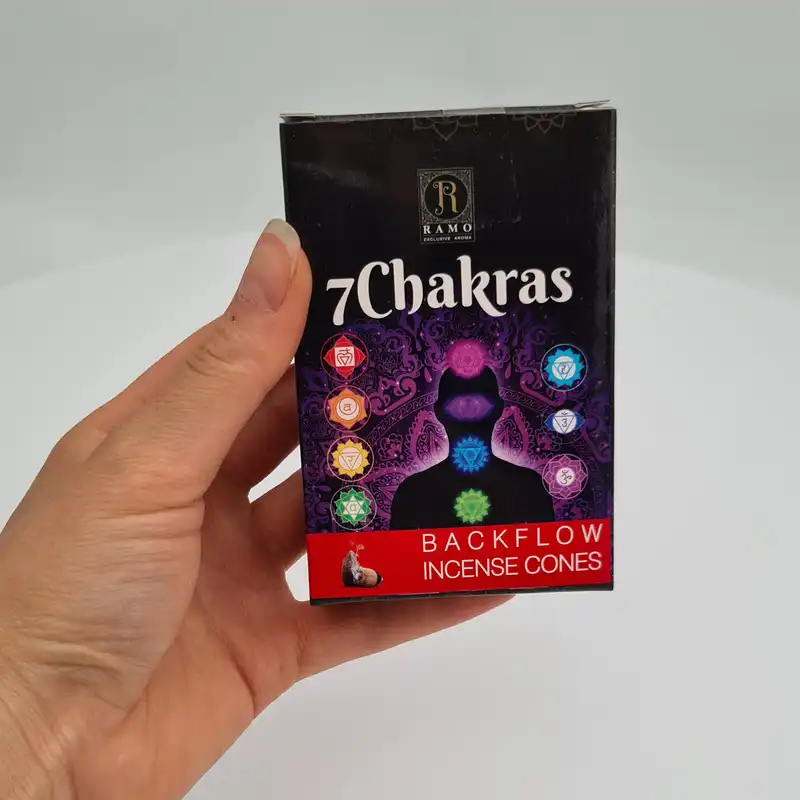 R
RAMO
EXCLUSIVE AROMA
7Chakras
BACKFLOW
INCENSE CONES